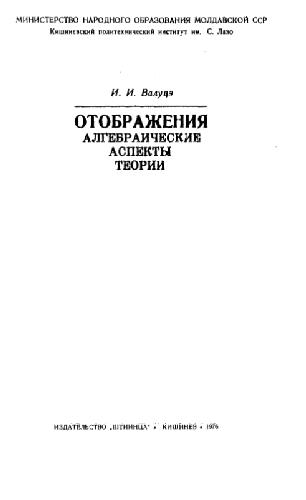 МИНИСТЕРСТВО НАРОДНОГО ОБРАЗОВАНИЯ МОЛДАВСКОЙ ССР
Кишиневский политехнический институт им. С. Лазо
И. И. Валуцэ
ОТОБРАЖЕНИЯ
АЛГЕБРАИЧЕСКИЕ
АСПЕКТЫ
ТЕОРИИ
ИЗДАТЕЛЬСТВО „ШТИИНЦА" * КИШИНЕВ * 1976